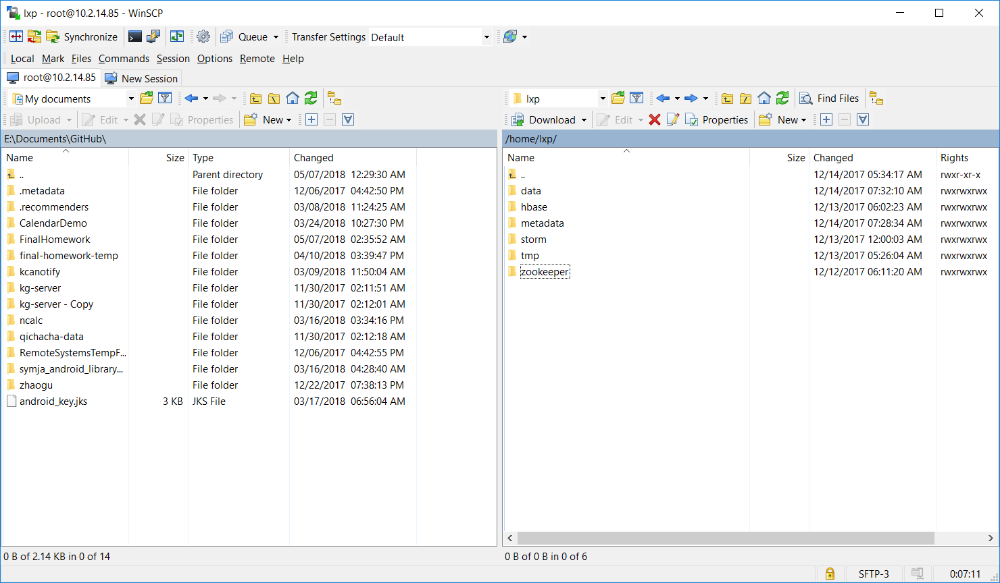 lxp - root@10.2.14.85 - WinSCP
Synchronize Queue Transfer Settings Default
Local Mark Files Commands Session Options Remote Help
root@10.2.14.85 New Session
My documents
lxp Find Files
Upload Edit Properties New
Download Edit Properties New
E:\Documents\GitHub\
Name Size Type Changed
.. Parent directory 05/07/2018 12:29:30 AM
.metadata File folder 12/06/2017 04:42:50 PM
.recommenders File folder 03/08/2018 11:24:25 AM
CalendarDemo File folder 03/24/2018 10:27:30 PM
FinalHomework File folder 05/07/2018 02:35:52 AM
final-homework-temp File folder 04/10/2018 03:39:47 PM
kcanotify File folder 03/09/2018 11:50:04 AM
kg-server File folder 11/30/2017 02:11:51 AM
kg-server - Copy File folder 11/30/2017 02:12:01 AM
ncalc File folder 03/16/2018 03:34:16 PM
qichacha-data File folder 11/30/2017 02:12:18 AM
RemoteSystemsTempF... File folder 12/06/2017 04:42:55 PM
symja_android_library... File folder 03/16/2018 04:28:40 AM
zhaogu File folder 12/22/2017 07:38:13 PM
android_key.jks 3 KB JKS File 03/17/2018 06:56:04 AM
0 B of 2.14 KB in 0 of 14
/home/lxp/
Name Size Changed Rights
.. 12/14/2017 05:34:17 AM rwxr-xr-x
data 12/14/2017 07:32:10 AM rwxrwxrwx
hbase 12/13/2017 06:02:23 AM rwxrwxrwx
metadata 12/14/2017 07:28:34 AM rwxrwxrwx
storm 12/13/2017 12:00:03 AM rwxrwxrwx
tmp 12/13/2017 05:26:04 AM rwxrwxrwx
zookeeper 12/12/2017 06:11:20 AM rwxrwxrwx
0 B of 0 B in 0 of 6
SFTP-3 0:07:11